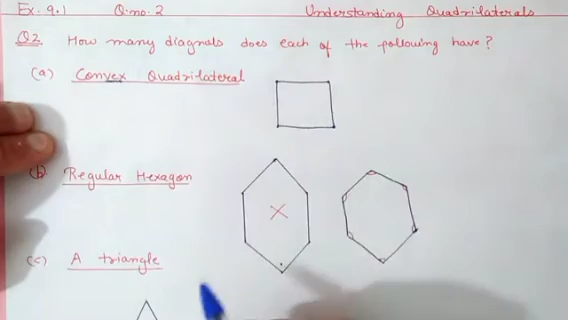 Ex. 9.1 Q.no. 2 Understanding Quadrilaterals
Q2. How many diagnals does each of the following have?
(a) Convex Quadrilateral
(b) Regular Hexagon
(c) A triangle